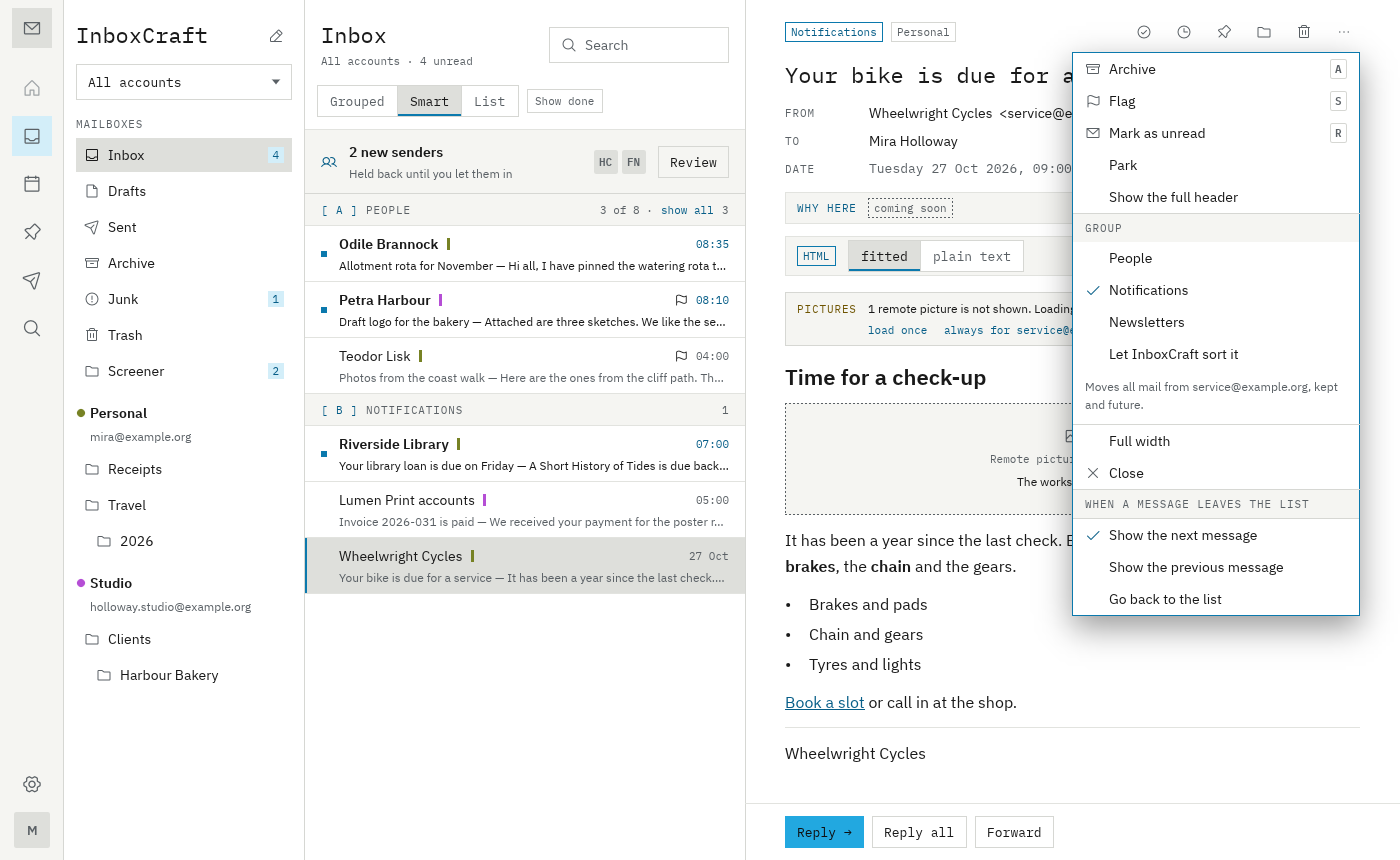 InboxCraft
All accounts
MAILBOXES
Inbox 4
Drafts
Sent
Archive
Junk 1
Trash
Screener 2
Personal
mira@example.org
Receipts
Travel
2026
Studio
holloway.studio@example.org
Clients
Harbour Bakery
M
Inbox
All accounts · 4 unread
Search
Grouped Smart List Show done
2 new senders
Held back until you let them in
HC FN Review
[ A ] PEOPLE 3 of 8 · show all 3
Odile Brannock 08:35
Allotment rota for November — Hi all, I have pinned the watering rota t…
Petra Harbour 08:10
Draft logo for the bakery — Attached are three sketches. We like the se…
Teodor Lisk 04:00
Photos from the coast walk — Here are the ones from the cliff path. Th…
[ B ] NOTIFICATIONS 1
Riverside Library 07:00
Your library loan is due on Friday — A Short History of Tides is due back…
Lumen Print accounts 05:00
Invoice 2026-031 is paid — We received your payment for the poster r…
Wheelwright Cycles 27 Oct
Your bike is due for a service — It has been a year since the last check.…
Notifications Personal
Your bike is due for a
FROM Wheelwright Cycles <service@e
TO Mira Holloway
DATE Tuesday 27 Oct 2026, 09:00
WHY HERE coming soon
HTML fitted plain text
PICTURES 1 remote picture is not shown. Loading
load once always for service@e
Time for a check-up
Remote pictu
The works
It has been a year since the last check.
brakes, the chain and the gears.
• Brakes and pads
• Chain and gears
• Tyres and lights
Book a slot or call in at the shop.
Wheelwright Cycles
Reply → Reply all Forward
Archive A
Flag S
Mark as unread R
Park
Show the full header
GROUP
People
Notifications
Newsletters
Let InboxCraft sort it
Moves all mail from service@example.org, kept
and future.
Full width
Close
WHEN A MESSAGE LEAVES THE LIST
Show the next message
Show the previous message
Go back to the list